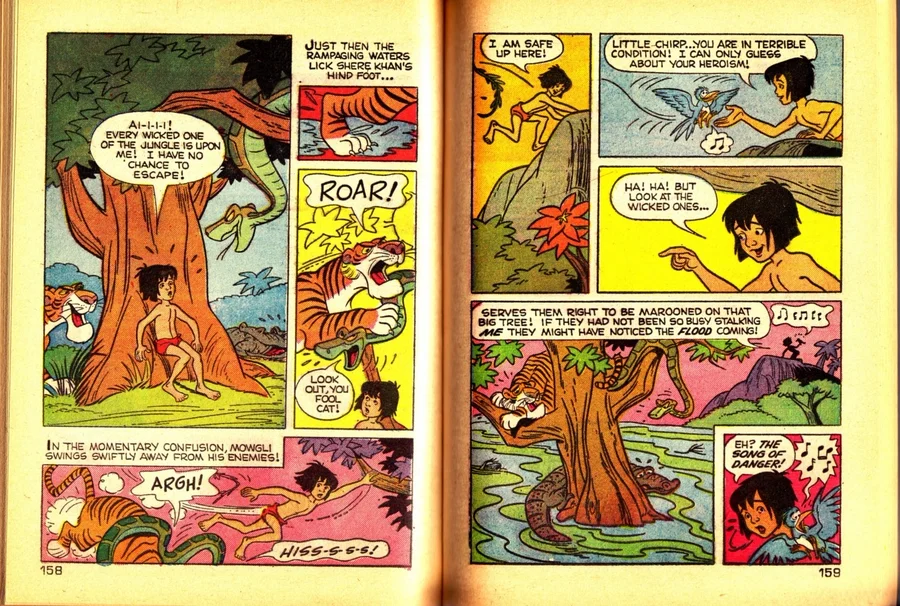 AI-I-I-I!
EVERY WICKED ONE
OF THE JUNGLE IS UPON
ME! I HAVE NO
CHANCE TO
ESCAPE!
JUST THEN THE
RAMPAGING WATERS
LICK SHERE KHAN'S
HIND FOOT...
ROAR!
LOOK
OUT, YOU
FOOL
CAT!
IN THE MOMENTARY CONFUSION, MOWGLI
SWINGS SWIFTLY AWAY FROM HIS ENEMIES!
ARGH!
HISS-S-S-S!
158
I AM SAFE
UP HERE!
LITTLE CHIRP...YOU ARE IN TERRIBLE
CONDITION! I CAN ONLY GUESS
ABOUT YOUR HEROISM!
HA! HA! BUT
LOOK AT THE
WICKED ONES...
SERVES THEM RIGHT TO BE MAROONED ON THAT
BIG TREE! IF THEY HAD NOT BEEN SO BUSY STALKING
ME THEY MIGHT HAVE NOTICED THE FLOOD COMING!
EH? THE
SONG OF
DANGER!
159